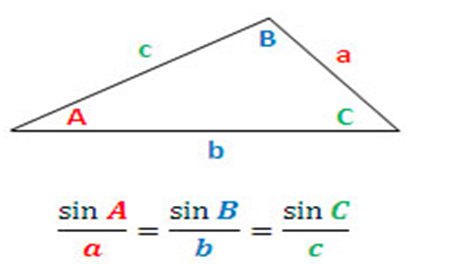 B
c
a
A
C
b
sin A / a = sin B / b = sin C / c